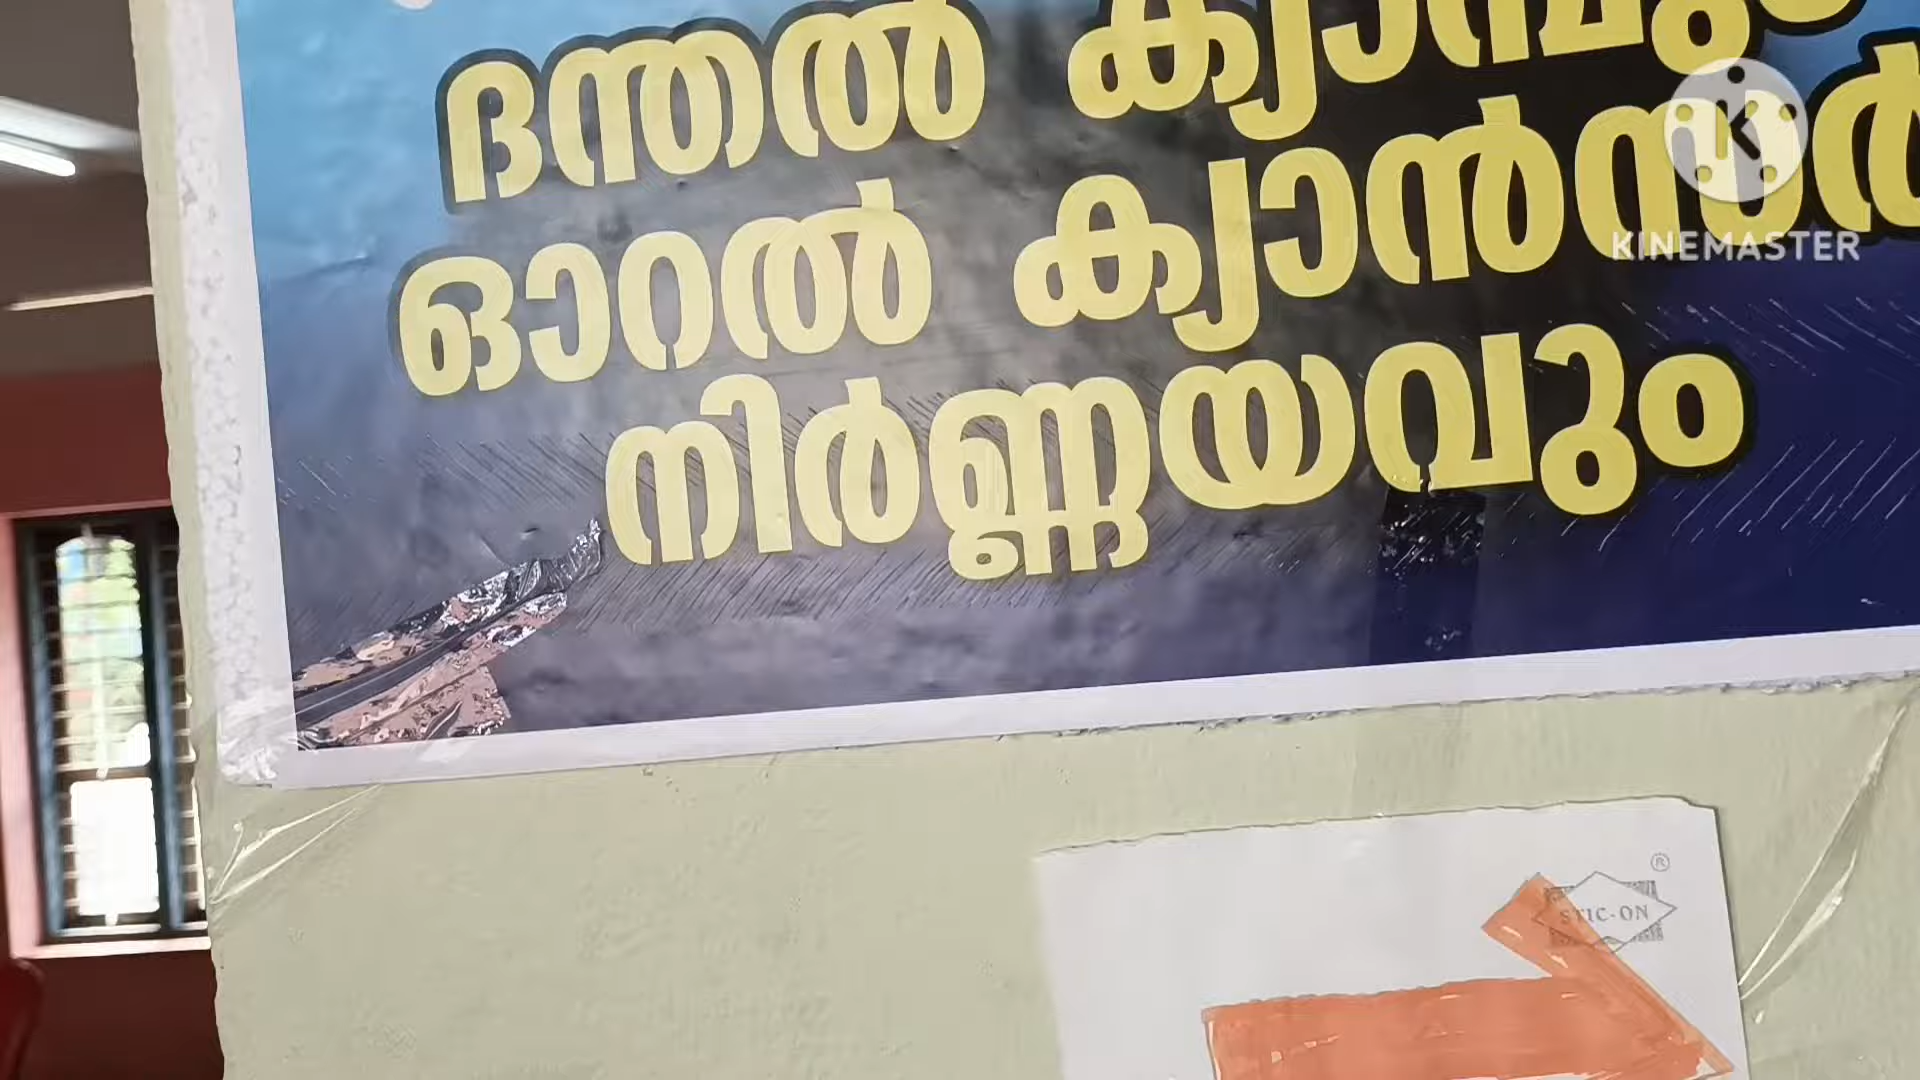 ദന്തൽ ക്യാമ്പും
ഓറൽ ക്യാൻസർ
നിർണ്ണയവും
KINEMASTER
STIC-ON
®